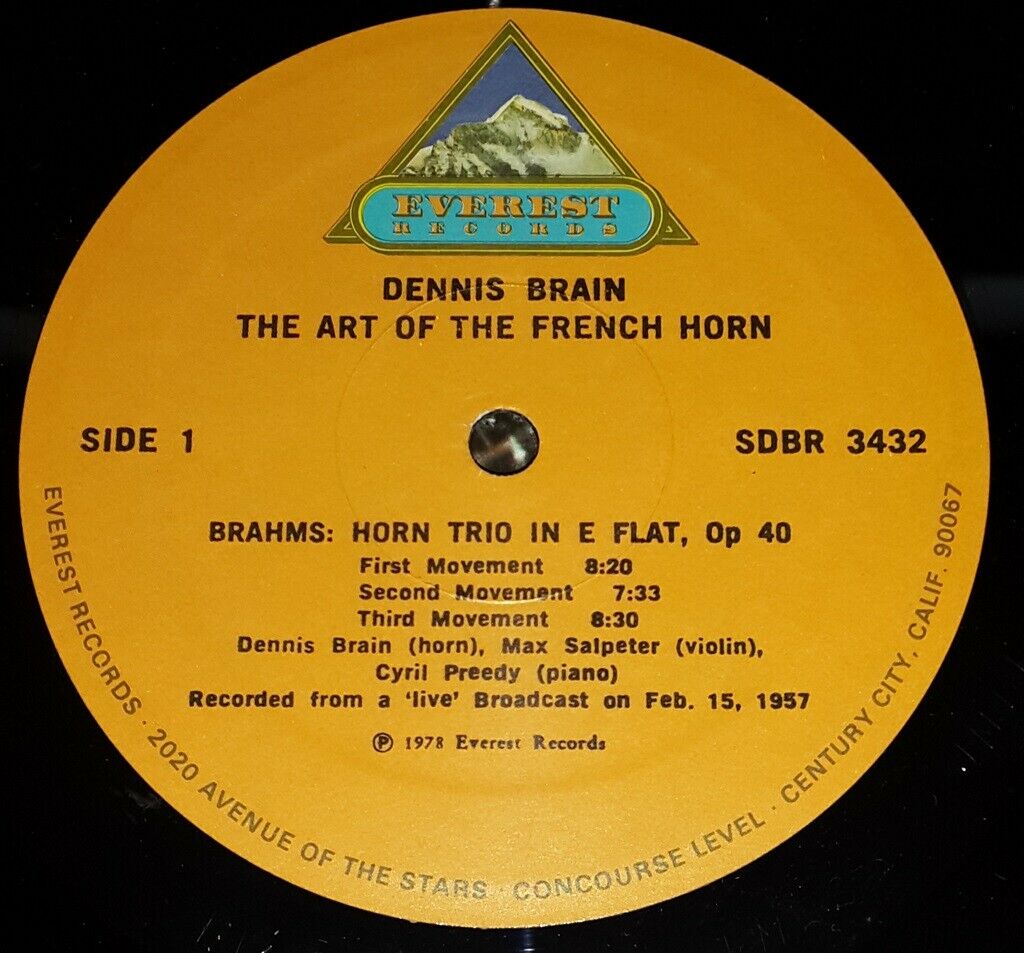 EVEREST
RECORDS
DENNIS BRAIN
THE ART OF THE FRENCH HORN
SIDE 1
SDBR 3432
BRAHMS: HORN TRIO IN E FLAT, Op 40
First Movement 8:20
Second Movement 7:33
Third Movement 8:30
Dennis Brain (horn), Max Salpeter (violin),
Cyril Preedy (piano)
Recorded from a 'live' Broadcast on Feb. 15, 1957
℗ 1978 Everest Records
EVEREST RECORDS · 2020 AVENUE OF THE STARS · CONCOURSE LEVEL · CENTURY CITY, CALIF. 90067